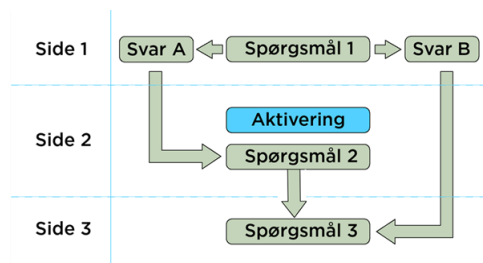 Side 1
Svar A
Spørgsmål 1
Svar B
Side 2
Aktivering
Spørgsmål 2
Side 3
Spørgsmål 3